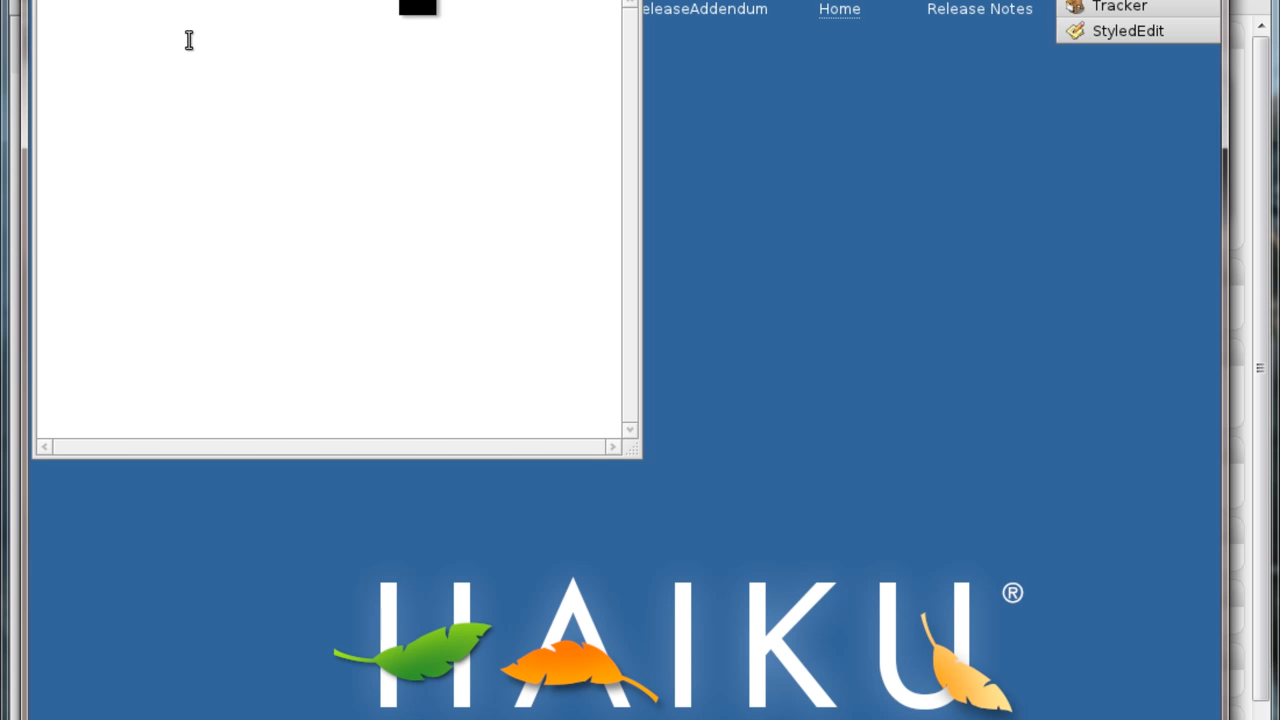 eleaseAddendum
Home
Release Notes
Tracker
StyledEdit
HAIKU®